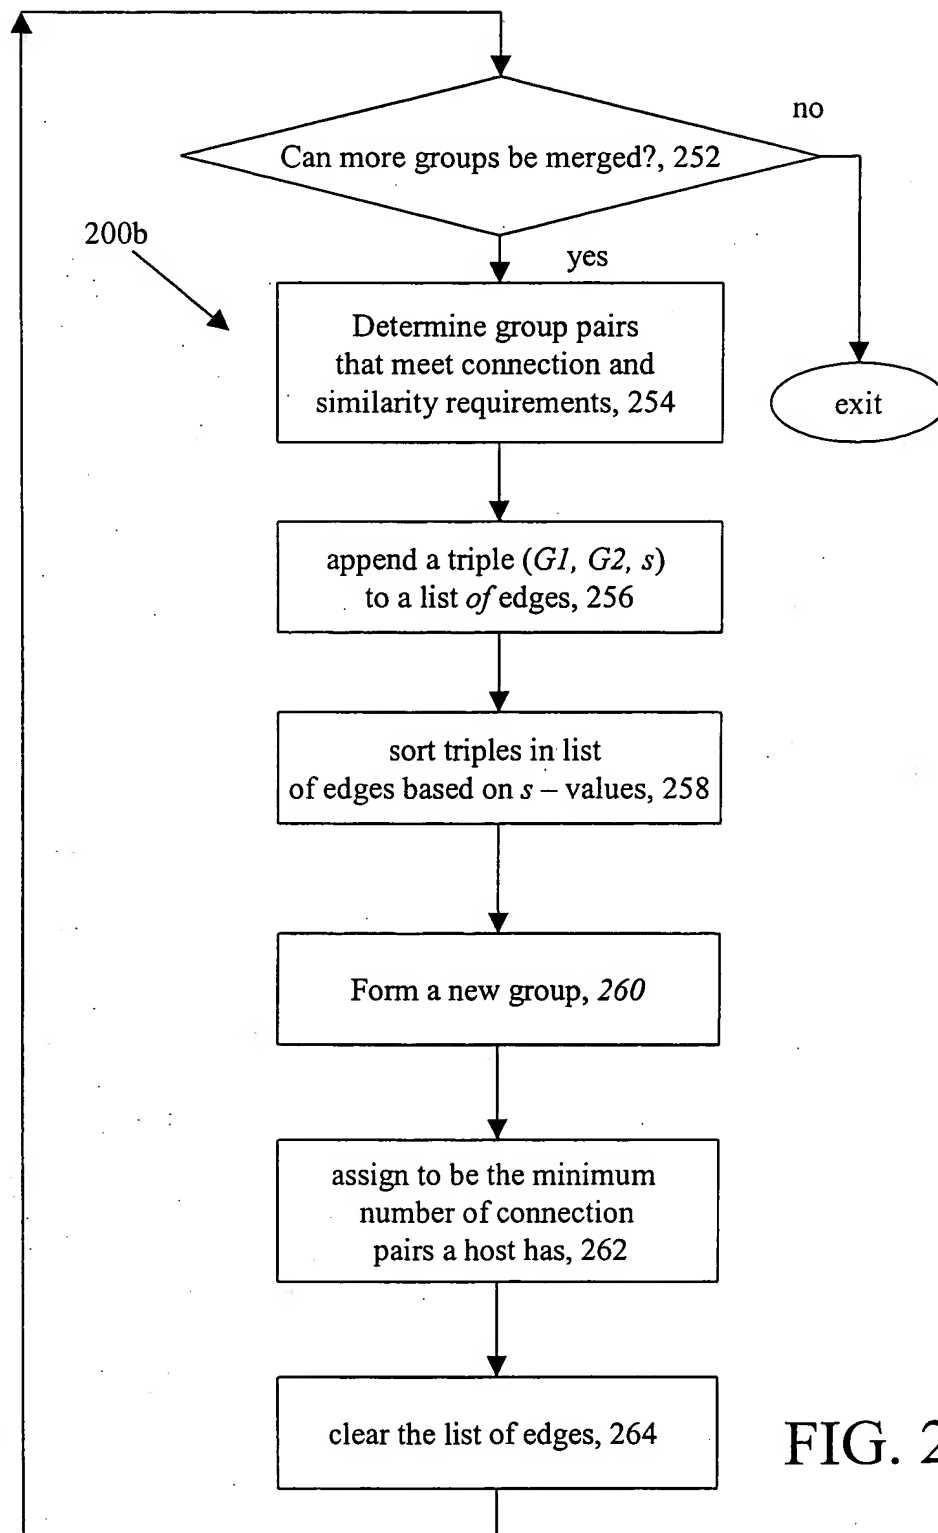 no
Can more groups be merged?, 252
200b
yes
Determine group pairs
that meet connection and
similarity requirements, 254
exit
append a triple (G1, G2, s)
to a list of edges, 256
sort triples in list
of edges based on s – values, 258
Form a new group, 260
assign to be the minimum
number of connection
pairs a host has, 262
clear the list of edges, 264
FIG. 2